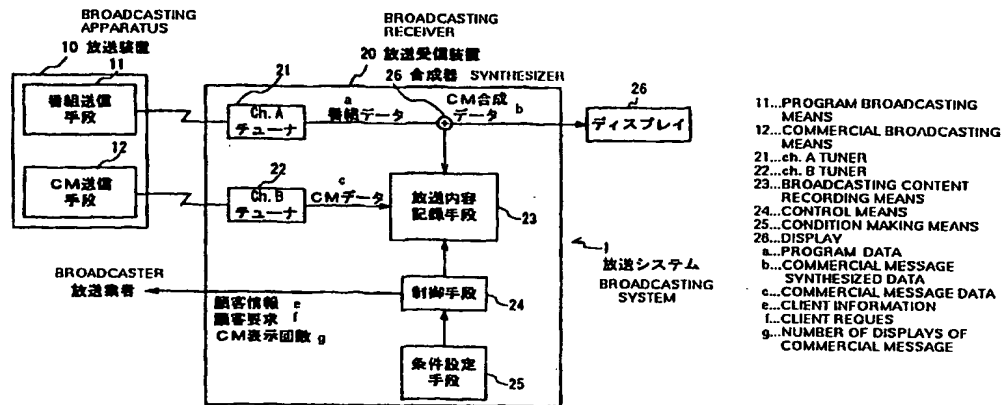 BROADCASTING
APPARATUS
10 放送装置
11
番組送信
手段
12
CM送信
手段
BROADCASTING
RECEIVER
20 放送受信装置
26 合成器 SYNTHESIZER
21
Ch. A
チューナ
a
番組データ
CM合成
データ b
26
ディスプレイ
22
Ch. B
チューナ
c
CMデータ
放送内容
記録手段
23
1
放送システム
BROADCASTING
SYSTEM
BROADCASTER
放送業者
顧客情報 e
顧客要求 f
CM表示回数 g
制御手段
24
条件設定
手段
25
11...PROGRAM BROADCASTING
MEANS
12...COMMERCIAL BROADCASTING
MEANS
21...ch. A TUNER
22...ch. B TUNER
23...BROADCASTING CONTENT
RECORDING MEANS
24...CONTROL MEANS
25...CONDITION MAKING MEANS
26...DISPLAY
a...PROGRAM DATA
b...COMMERCIAL MESSAGE
SYNTHESIZED DATA
c...COMMERCIAL MESSAGE DATA
e...CLIENT INFORMATION
f...CLIENT REQUES
g...NUMBER OF DISPLAYS OF
COMMERCIAL MESSAGE